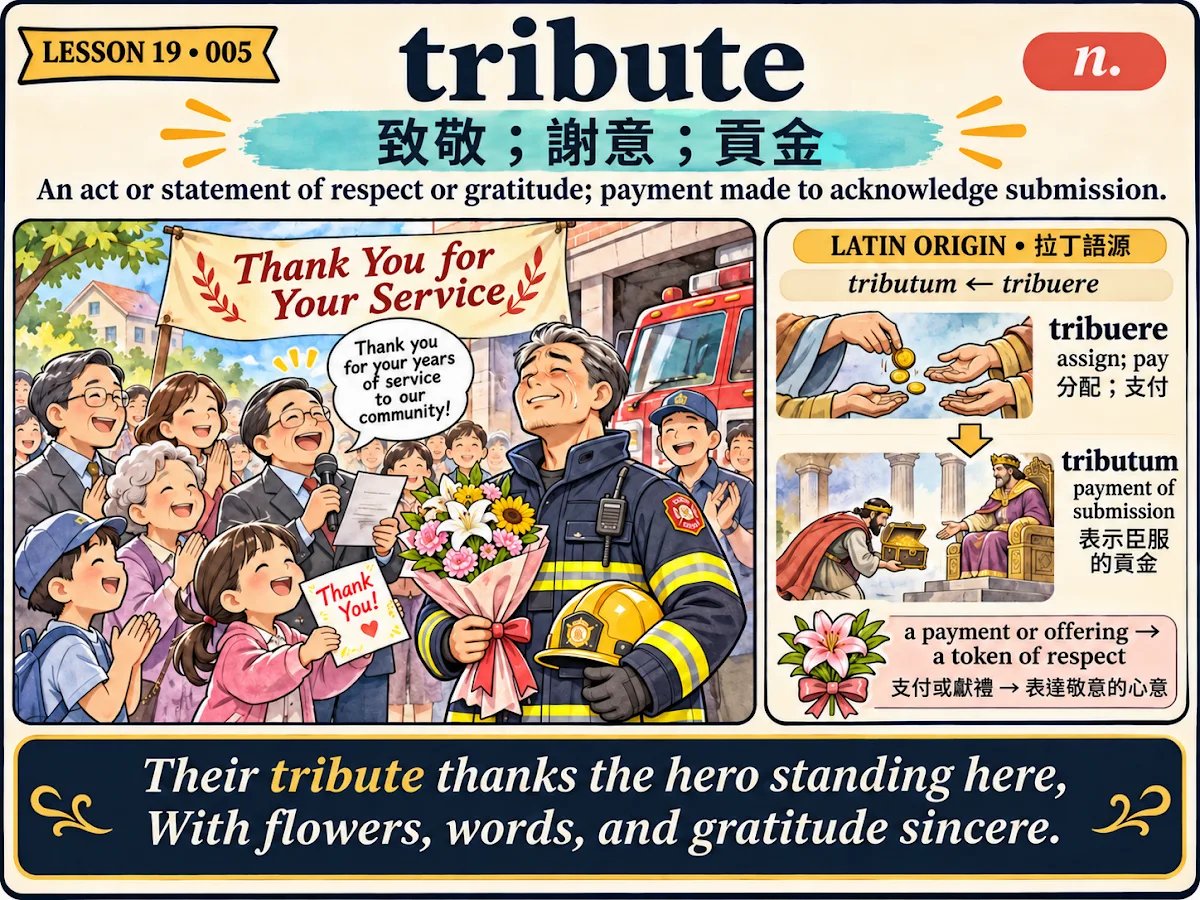 LESSON 19 • 005
tribute
n.
致敬；謝意；貢金
An act or statement of respect or gratitude; payment made to acknowledge submission.
Thank You for
Your Service
Thank you
for your years
of service
to our
community!
Thank
You!
LATIN ORIGIN • 拉丁語源
tributum ← tribuere
tribuere
assign; pay
分配；支付
tributum
payment of
submission
表示臣服
的貢金
a payment or offering →
a token of respect
支付或獻禮 → 表達敬意的心意
Their tribute thanks the hero standing here,
With flowers, words, and gratitude sincere.